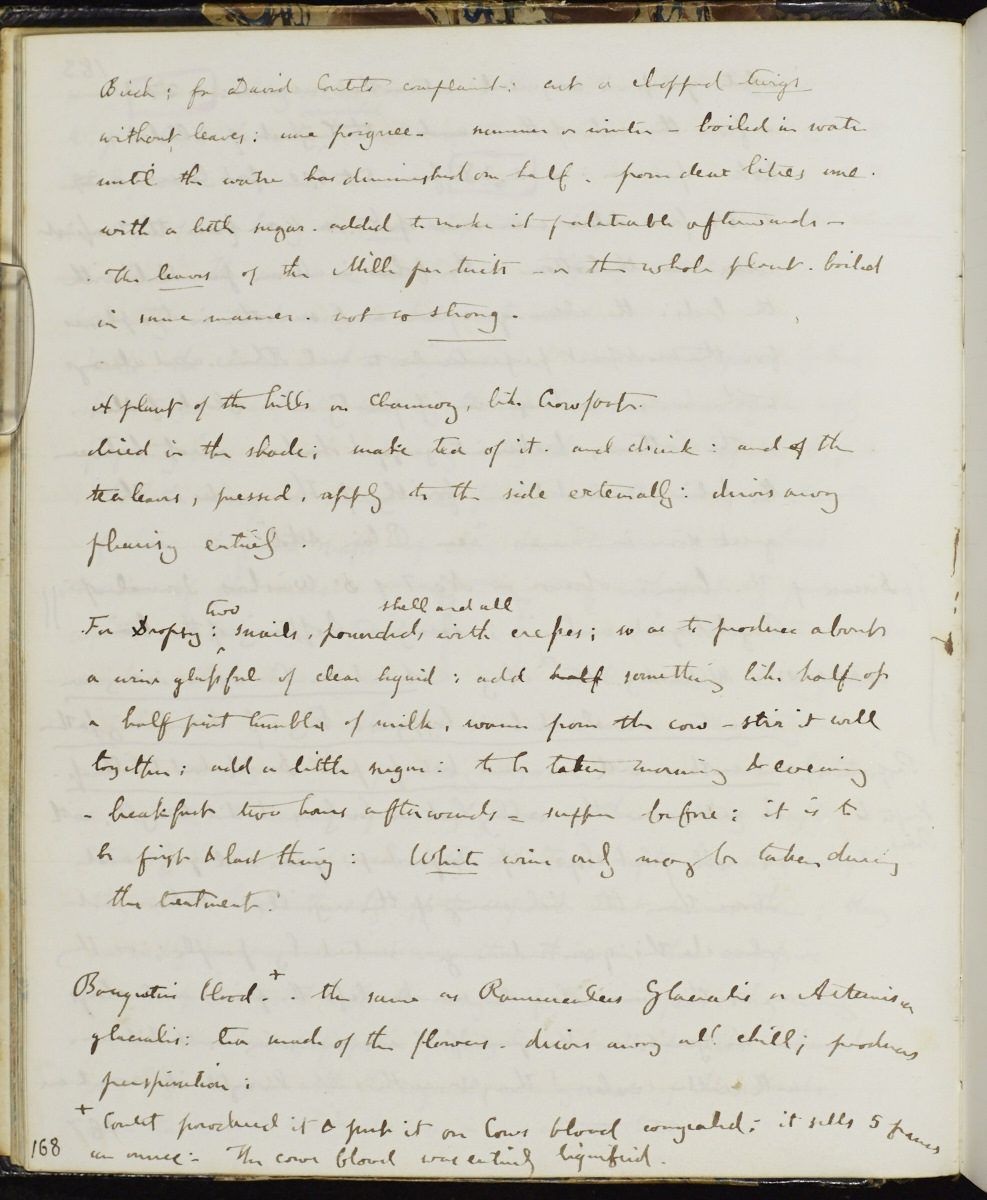 Birch; for David Couttet's complaint: cut or chopped twigs
without leaves: une poignee - summer or winter - boiled in water
until the water has diminished one half. from deux litres une.
with a little sugar. added to make it palateable afterwards -
. The leaves of the Mille per tuits - or the whole plant. boiled
in same manner. not so strong.
A plant of the hills on Chamouny, like Crowfoot.
dried in the shade; make tea of it. and drink: and of the
tea leaves, pressed, apply to the side externally: drives away
pleurisy entirely.
two shell and all
For Dropsy: snails, pounded, with cresses; so as to produce about
a wine glassful of clear liquid: add half something like half of
a half pint tumbler of milk, warm from the cow - stir it well
together; add a little sugar: to be taken morning & evening
- breakfast two hours afterwards - supper before; it is to
be first & last thing: White wine only may be taken during
the treatment.
blood.+ . the same as Ranunculus Glacialis or Artemisia
glacialis: tea made of the flowers. drives away all chill; produces
perspiration:
+ Coutet produced it & put it on Cows blood congealed; it sells 5 francs
an ounce - The cows blood was entirely liquified.
168